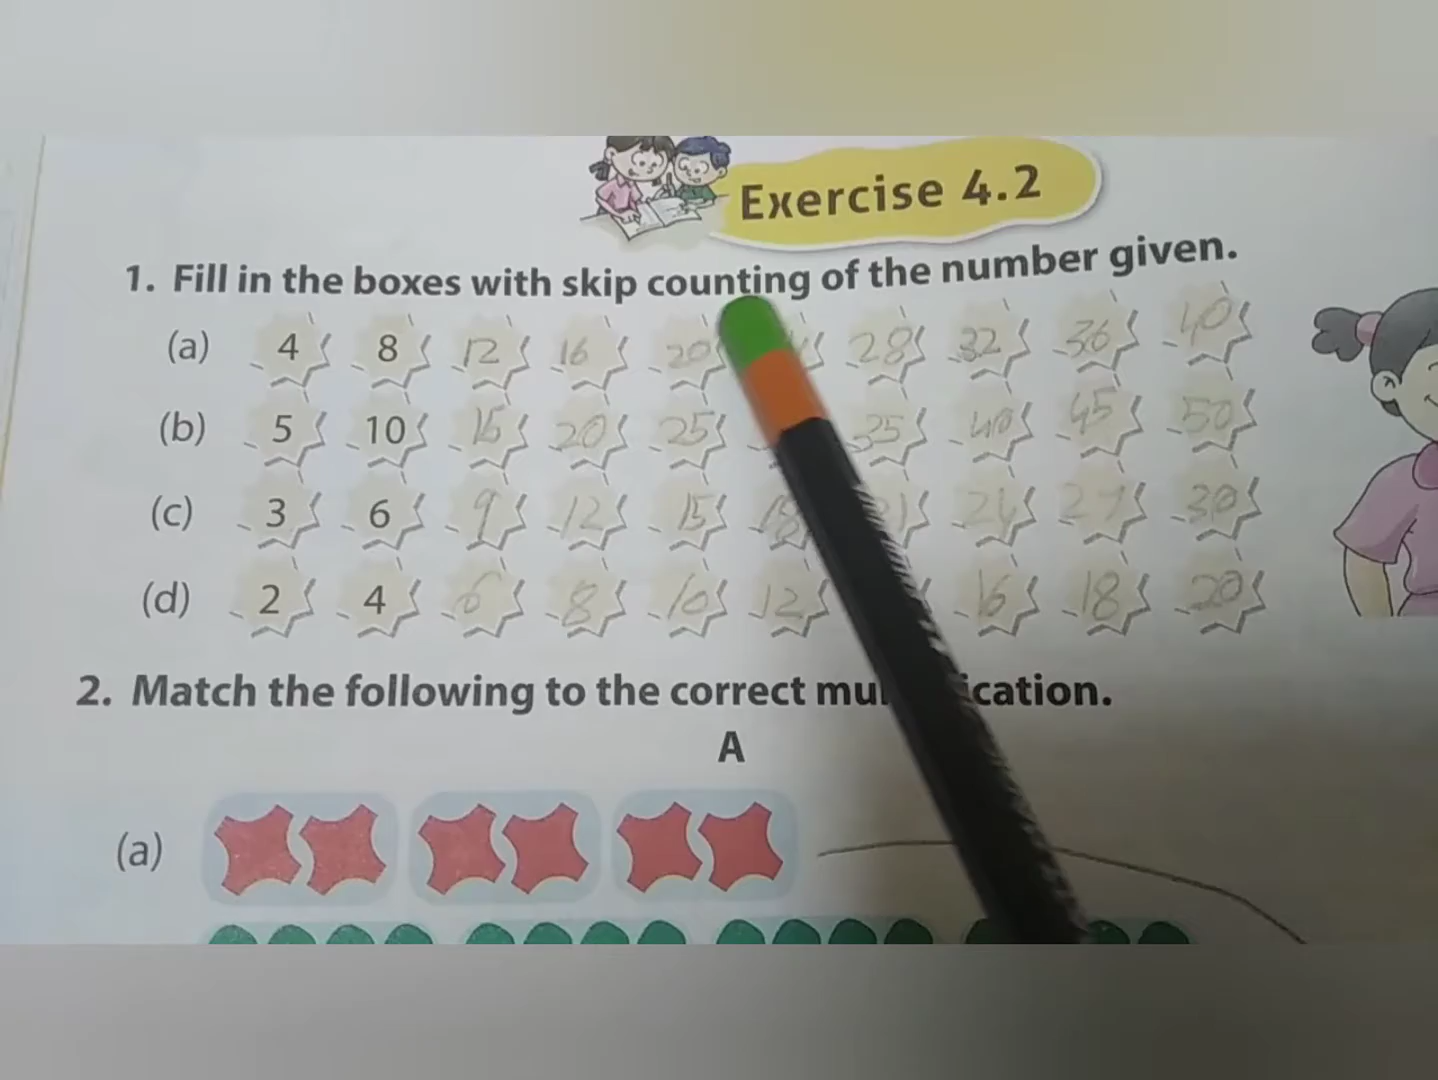 Exercise 4.2
1. Fill in the boxes with skip counting of the number given.
(a) 4 8 12 16 20 28 32 36 40
(b) 5 10 15 20 25 35 40 45 50
(c) 3 6 9 12 15 18 21 24 27 30
(d) 2 4 6 8 10 12 16 18 20
2. Match the following to the correct
A
(a)